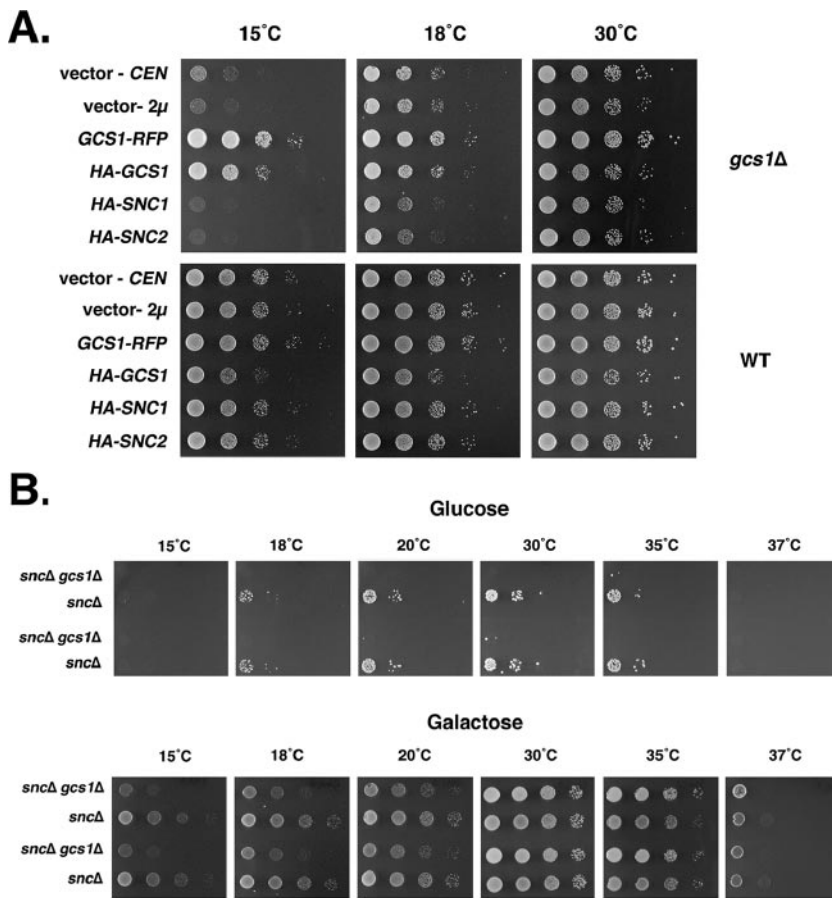 A.
15°C 18°C 30°C
vector - CEN
vector- 2μ
GCS1-RFP
HA-GCS1
HA-SNC1
HA-SNC2
gcs1Δ
vector - CEN
vector- 2μ
GCS1-RFP
HA-GCS1
HA-SNC1
HA-SNC2
WT
B.
Glucose
15°C 18°C 20°C 30°C 35°C 37°C
sncΔ gcs1Δ
sncΔ
sncΔ gcs1Δ
sncΔ
Galactose
15°C 18°C 20°C 30°C 35°C 37°C
sncΔ gcs1Δ
sncΔ
sncΔ gcs1Δ
sncΔ